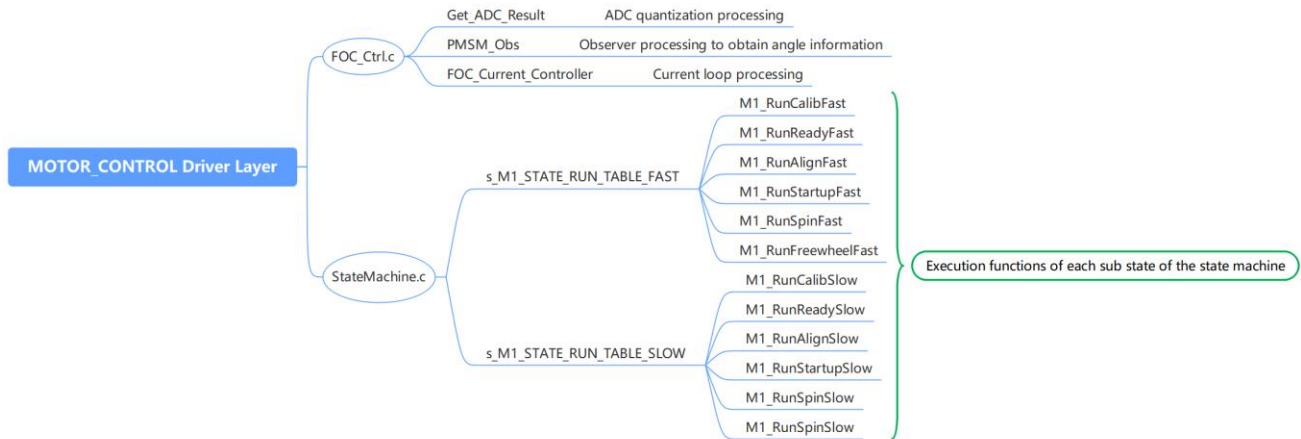 MOTOR_CONTROL Driver Layer
FOC_Ctrl.c
Get_ADC_Result ADC quantization processing
PMSM_Obs Observer processing to obtain angle information
FOC_Current_Controller Current loop processing
StateMachine.c
s_M1_STATE_RUN_TABLE_FAST
M1_RunCalibFast
M1_RunReadyFast
M1_RunAlignFast
M1_RunStartupFast
M1_RunSpinFast
M1_RunFreewheelFast
s_M1_STATE_RUN_TABLE_SLOW
M1_RunCalibSlow
M1_RunReadySlow
M1_RunAlignSlow
M1_RunStartupSlow
M1_RunSpinSlow
M1_RunSpinSlow
Execution functions of each sub state of the state machine